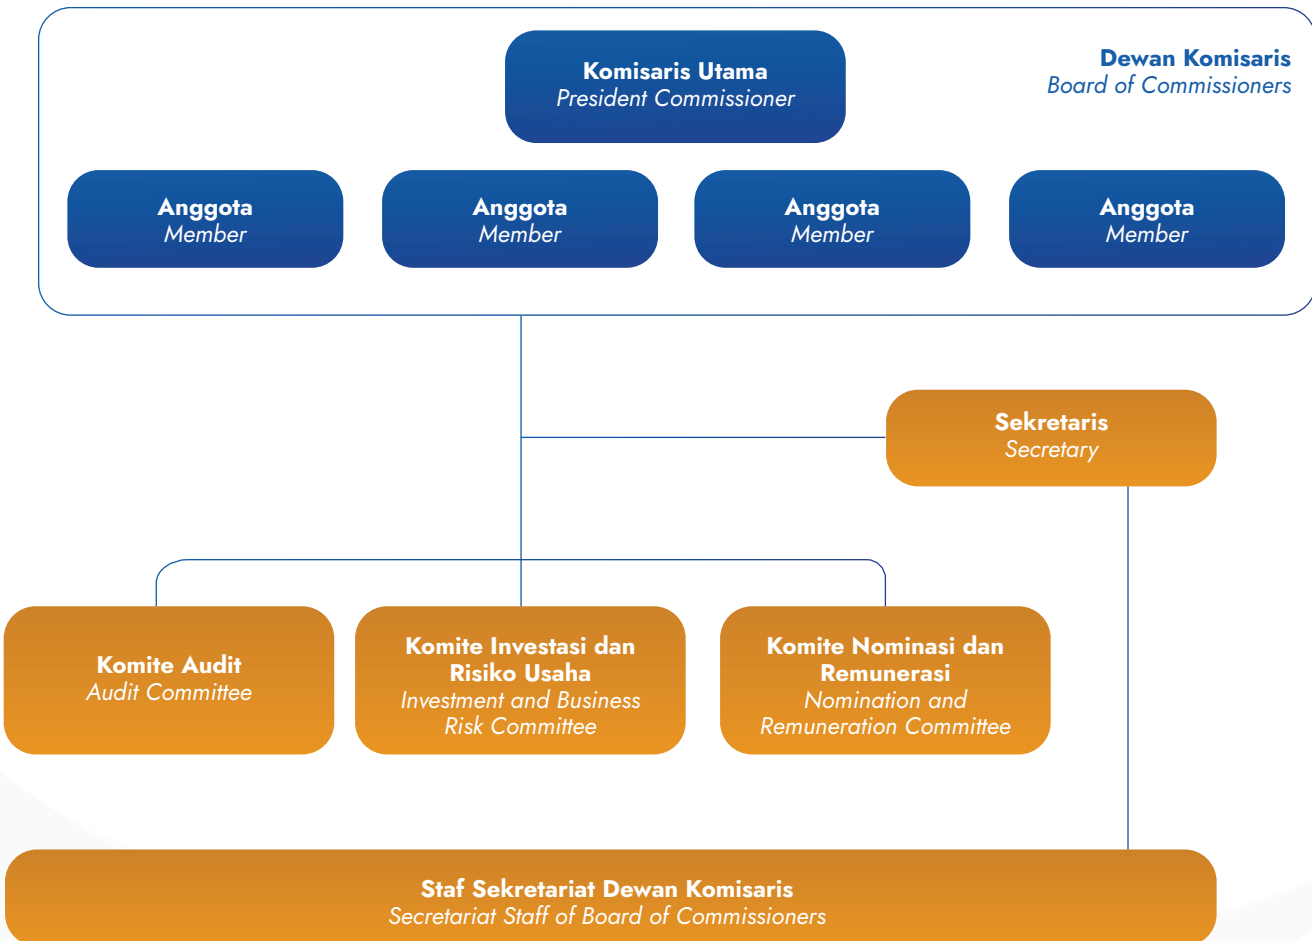 Komisaris Utama
President Commissioner
Dewan Komisaris
Board of Commissioners
Anggota
Member
Anggota
Member
Anggota
Member
Anggota
Member
Sekretaris
Secretary
Komite Audit
Audit Committee
Komite Investasi dan
Risiko Usaha
Investment and Business
Risk Committee
Komite Nominasi dan
Remunerasi
Nomination and
Remuneration Committee
Staf Sekretariat Dewan Komisaris
Secretariat Staff of Board of Commissioners